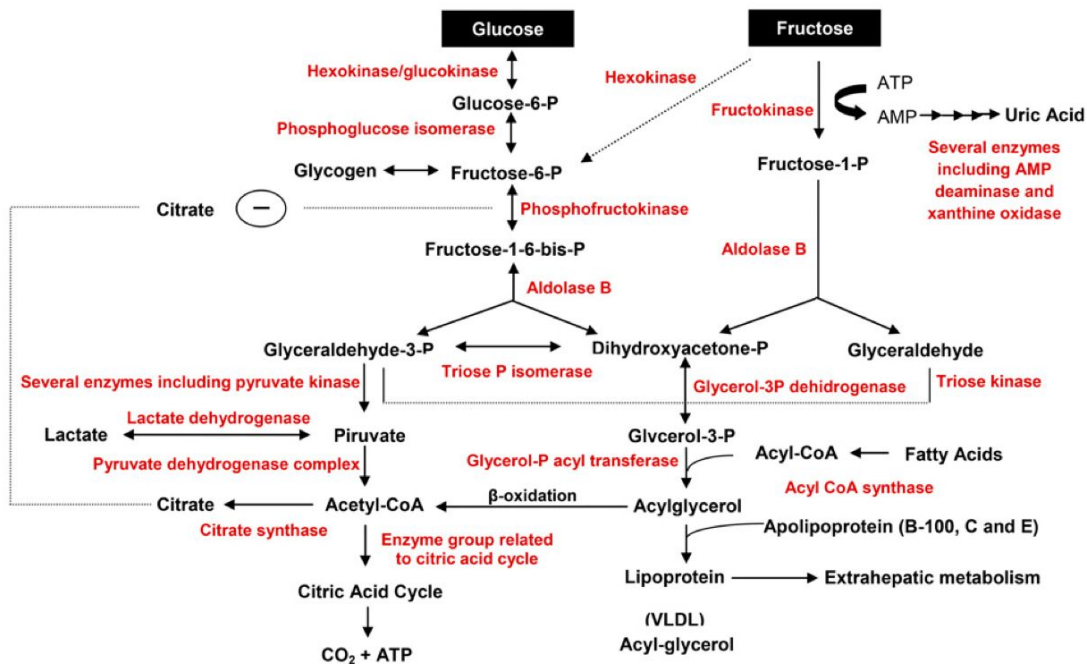 Glucose
Fructose
Hexokinase/glucokinase
Hexokinase
ATP
Glucose-6-P
Fructokinase
AMP
Uric Acid
Phosphoglucose isomerase
Several enzymes
including AMP
deaminase and
xanthine oxidase
Glycogen
Fructose-6-P
Fructose-1-P
Citrate
−
Phosphofructokinase
Fructose-1-6-bis-P
Aldolase B
Aldolase B
Glyceraldehyde-3-P
Dihydroxyacetone-P
Glyceraldehyde
Triose P isomerase
Several enzymes including pyruvate kinase
Glycerol-3P dehidrogenase
Triose kinase
Lactate dehydrogenase
Lactate
Piruvate
Glvcerol-3-P
Pyruvate dehydrogenase complex
Glycerol-P acyl transferase
Acyl-CoA
Fatty Acids
Acyl CoA synthase
β-oxidation
Citrate
Acetyl-CoA
Acylglycerol
Citrate synthase
Enzyme group related
to citric acid cycle
Apolipoprotein (B-100, C and E)
Citric Acid Cycle
Lipoprotein
Extrahepatic metabolism
(VLDL)
Acyl-glycerol
CO₂ + ATP